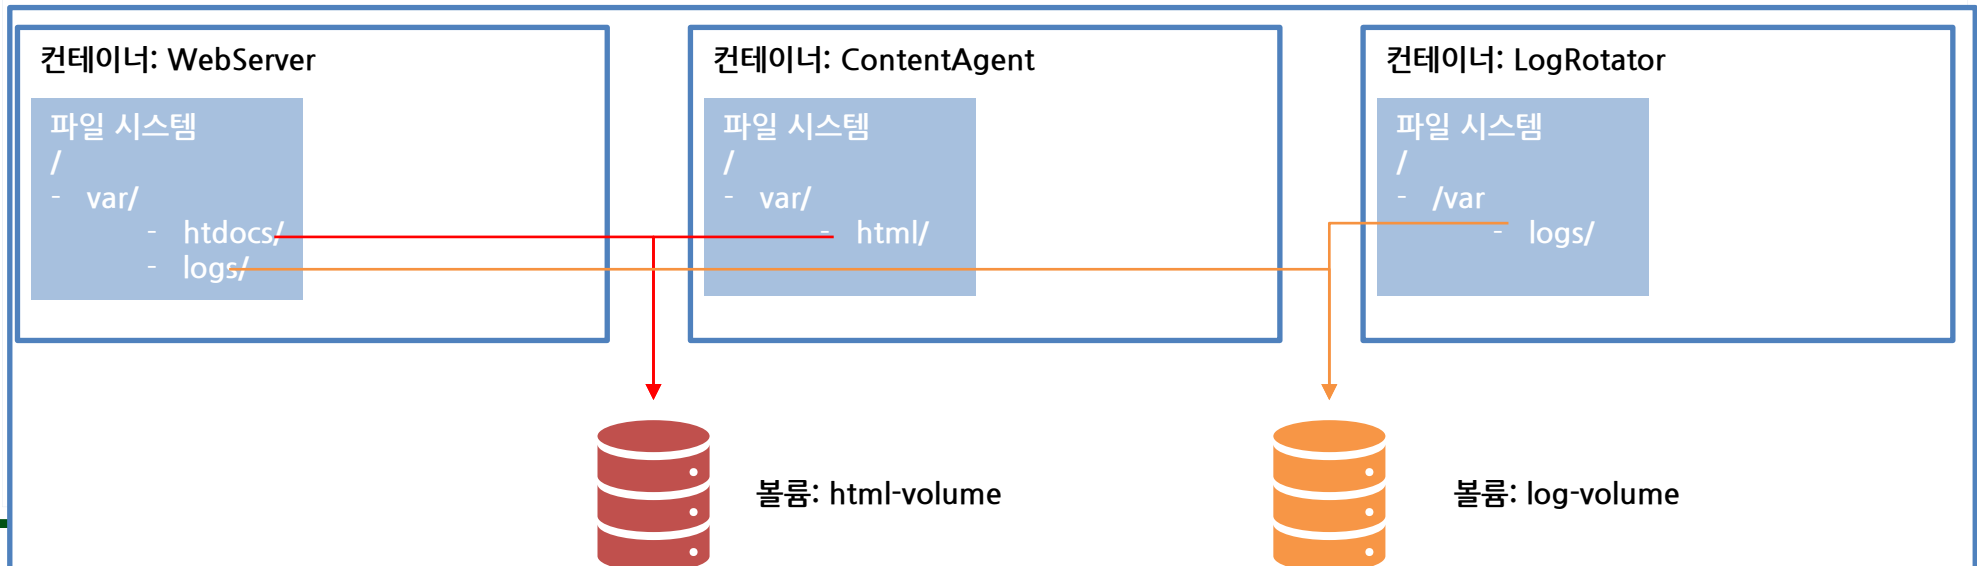 컨테이너: WebServer
파일 시스템
/
- var/
- htdocs/
- logs/
컨테이너: ContentAgent
파일 시스템
/
- var/
- html/
컨테이너: LogRotator
파일 시스템
/
- /var
- logs/
볼륨: html-volume
볼륨: log-volume